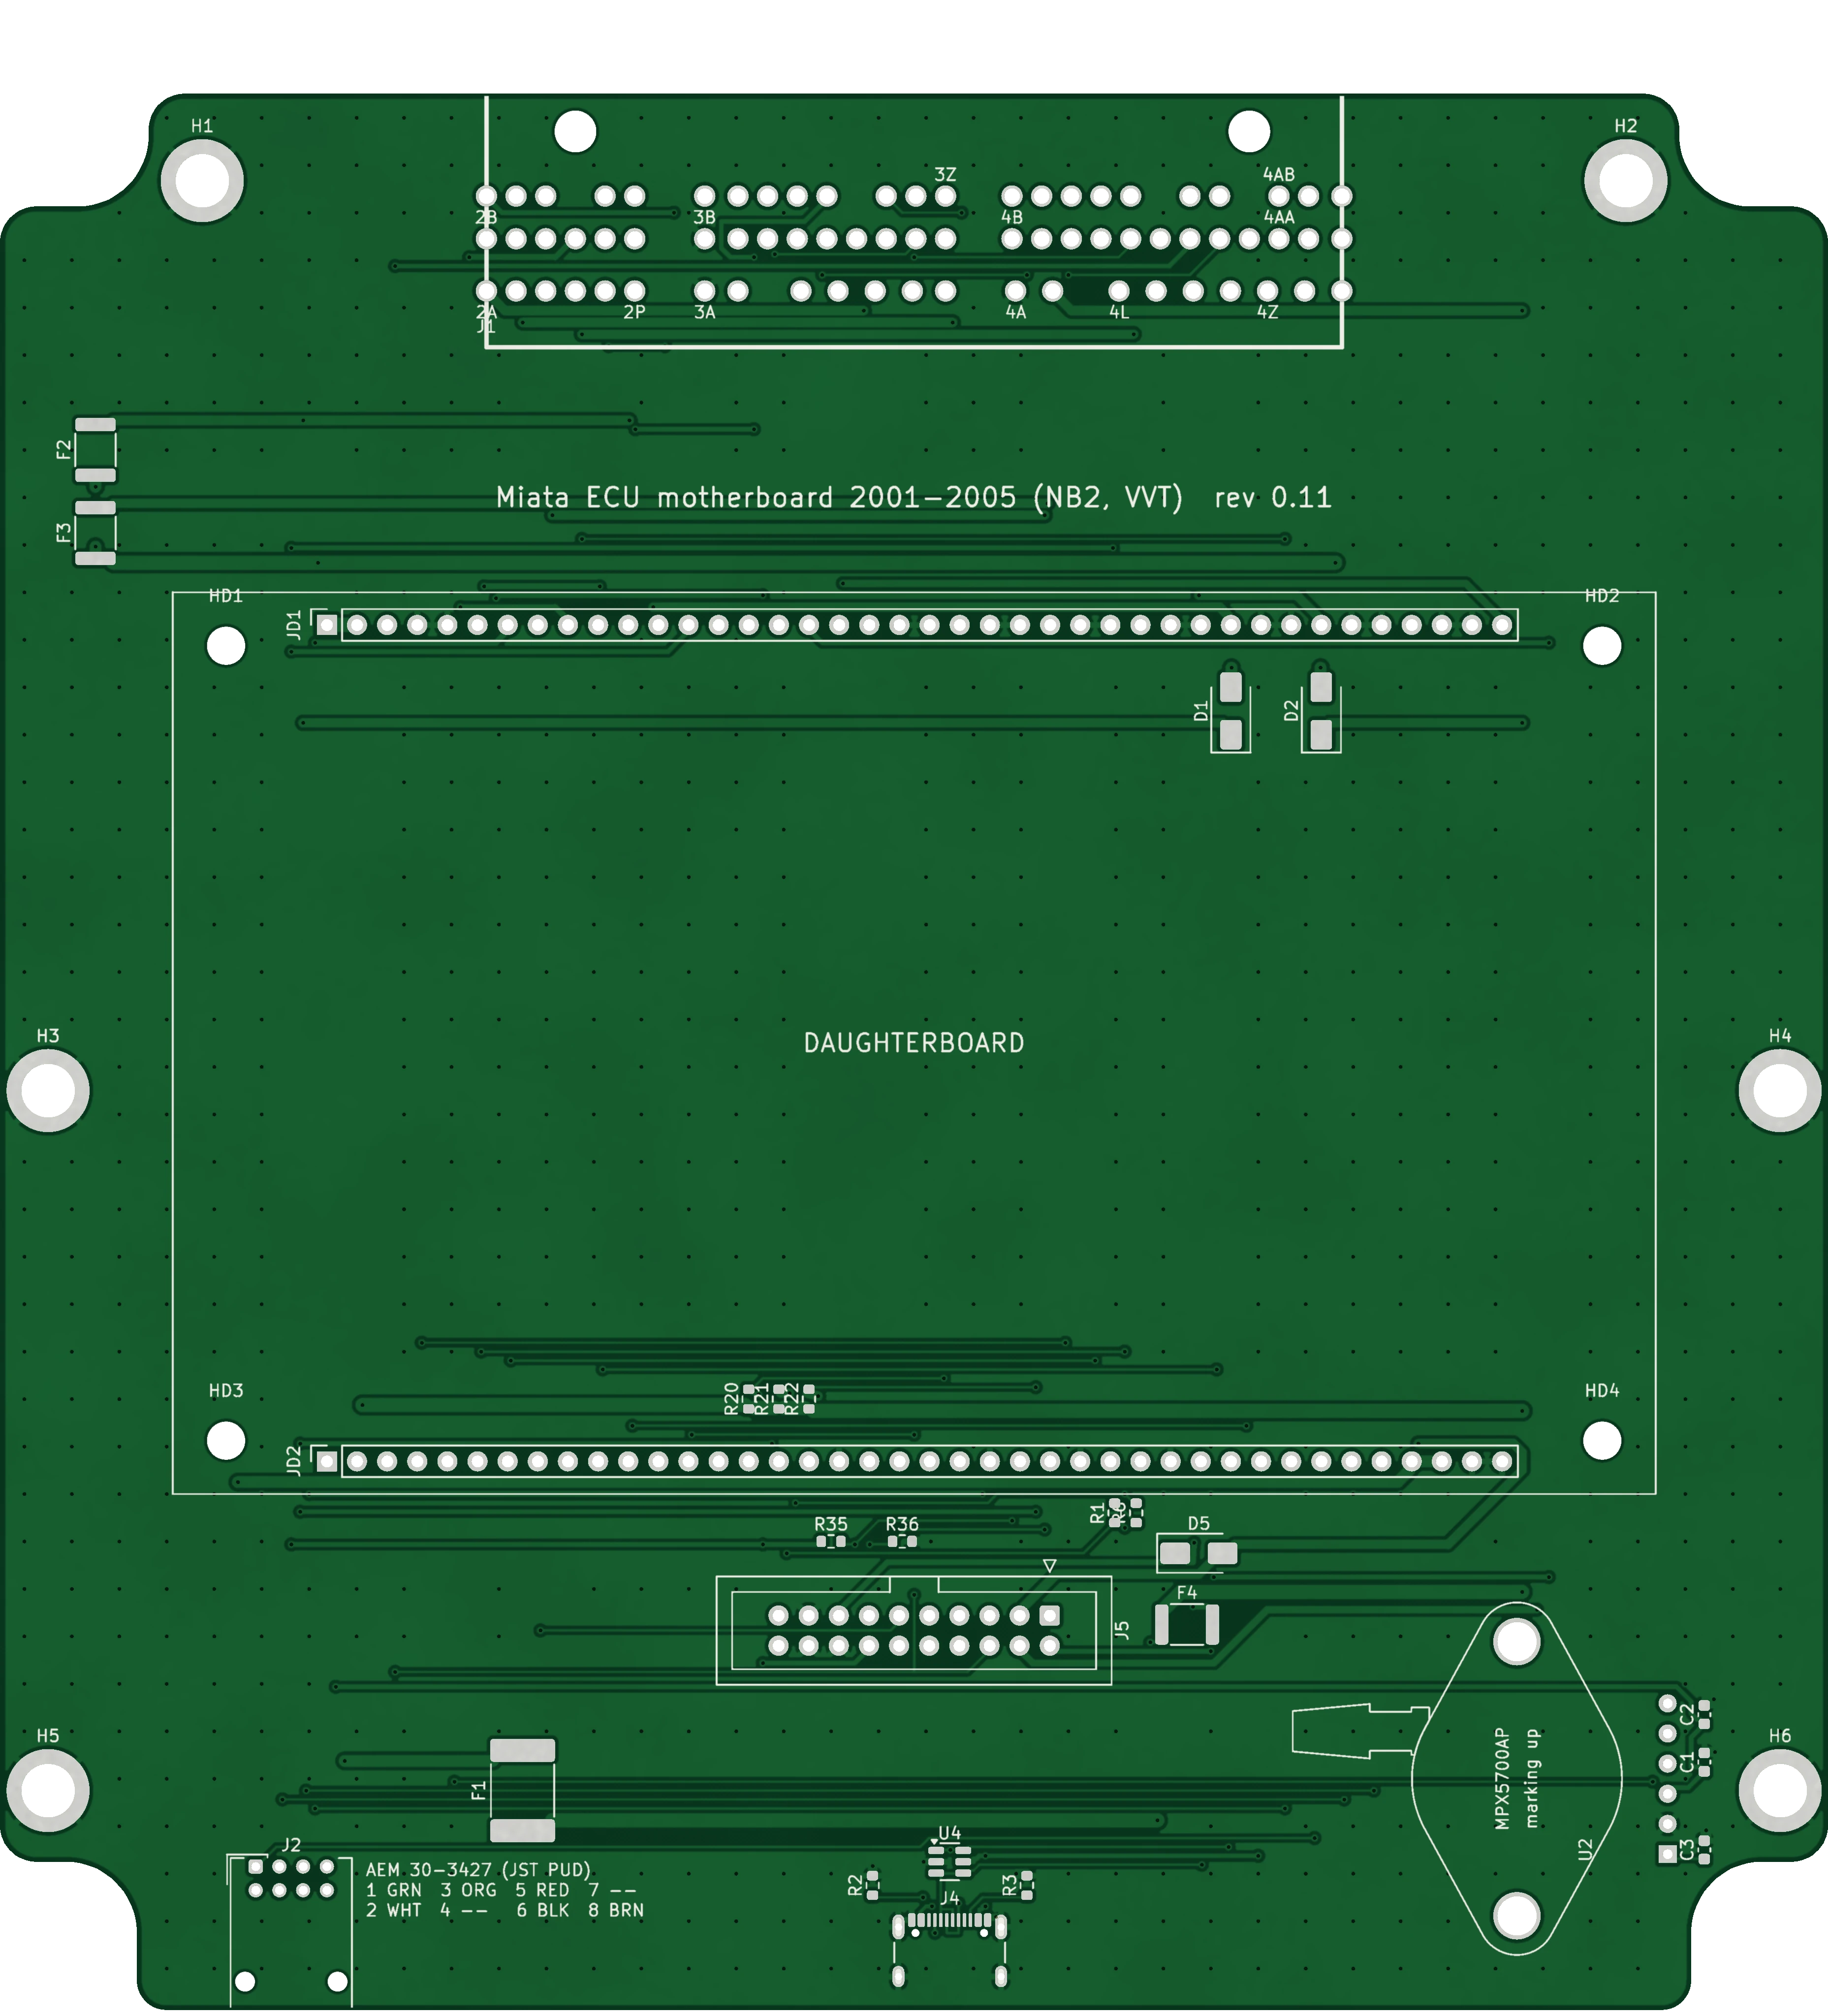 H1
H2
3Z
4AB
2B
3B
4B
4AA
2A
2P
3A
4A
4L
4Z
J1
F2
Miata ECU motherboard 2001-2005 (NB2, VVT) rev 0.11
F3
HD1
HD2
JD1
D1
D2
H3
DAUGHTERBOARD
H4
HD3
HD4
R20
R21
R22
JD2
R1
R35
R36
D5
F4
J5
C2
H5
H6
C1
MPX5700AP
marking up
F1
U4
J2
U2
C3
AEM 30-3427 (JST PUD)
1 GRN 3 ORG 5 RED 7 --
2 WHT 4 -- 6 BLK 8 BRN
R2
R3
J4